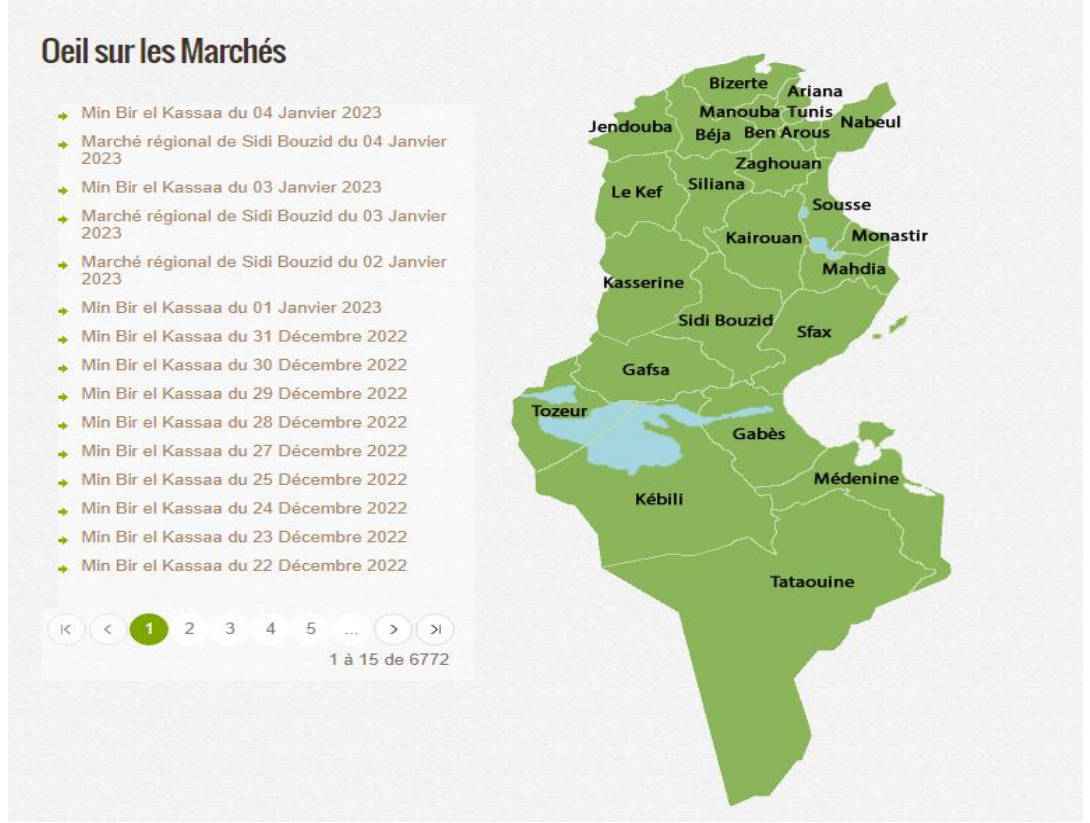 Oeil sur les Marchés
Min Bir el Kassaa du 04 Janvier 2023
Marché régional de Sidi Bouzid du 04 Janvier
2023
Min Bir el Kassaa du 03 Janvier 2023
Marché régional de Sidi Bouzid du 03 Janvier
2023
Marché régional de Sidi Bouzid du 02 Janvier
2023
Min Bir el Kassaa du 01 Janvier 2023
Min Bir el Kassaa du 31 Décembre 2022
Min Bir el Kassaa du 30 Décembre 2022
Min Bir el Kassaa du 29 Décembre 2022
Min Bir el Kassaa du 28 Décembre 2022
Min Bir el Kassaa du 27 Décembre 2022
Min Bir el Kassaa du 25 Décembre 2022
Min Bir el Kassaa du 24 Décembre 2022
Min Bir el Kassaa du 23 Décembre 2022
Min Bir el Kassaa du 22 Décembre 2022
1 2 3 4 5 ...
1 à 15 de 6772
Bizerte
Ariana
Manouba Tunis
Nabeul
Jendouba
Béja Ben Arous
Zaghouan
Le Kef
Siliana
Sousse
Kairouan
Monastir
Mahdia
Kasserine
Sidi Bouzid
Sfax
Gafsa
Tozeur
Gabès
Médenine
Kébili
Tataouine